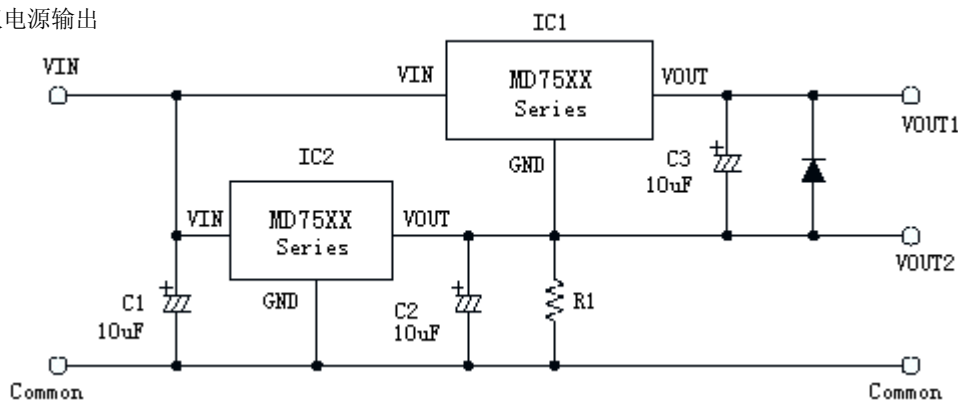 电源输出
IC1
VIN
VIN
MD75XX
Series
VOUT
VOUT1
GND
C3
10uF
+
IC2
VIN
MD75XX
Series
VOUT
VOUT2
GND
C1
10uF
+
C2
10uF
+
R1
Common
Common